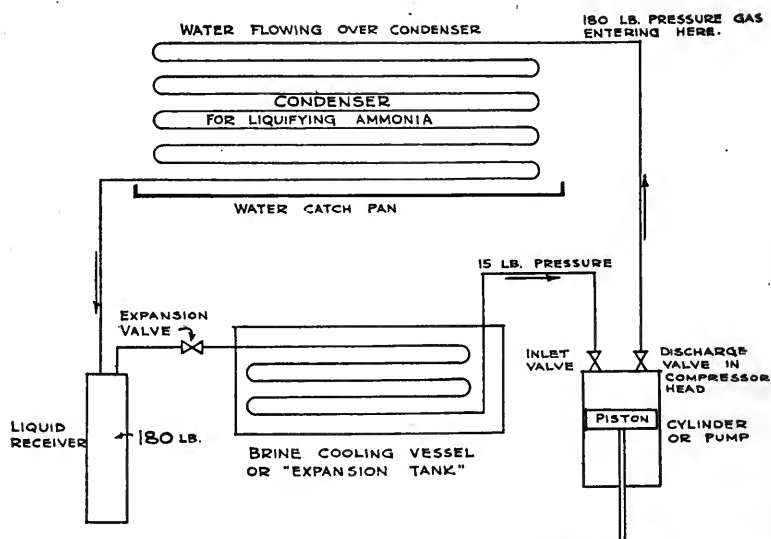 180 LB. PRESSURE GAS
ENTERING HERE.
WATER FLOWING OVER CONDENSER
CONDENSER
FOR LIQUIFYING AMMONIA
WATER CATCH PAN
15 LB. PRESSURE
EXPANSION
VALVE
INLET
VALVE
DISCHARGE
VALVE IN
COMPRESSOR
HEAD
LIQUID
RECEIVER
180 LB.
PISTON
CYLINDER
OR PUMP
BRINE COOLING VESSEL
OR "EXPANSION TANK"